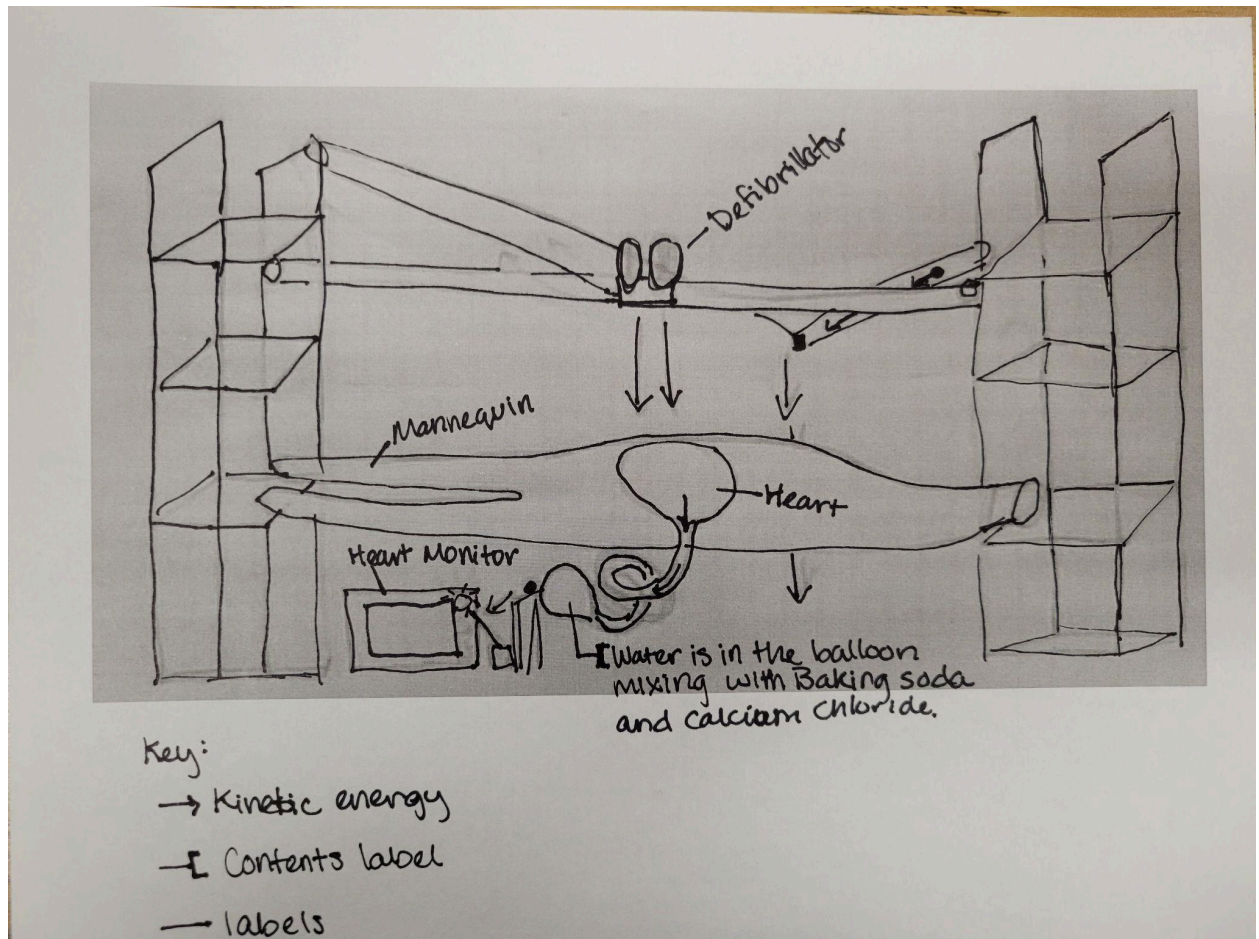 Defibrillator
Mannequin
Heart
Heart Monitor
Water is in the balloon
mixing with Baking soda
and calcium chloride.
Key:
Kinetic energy
Contents label
labels